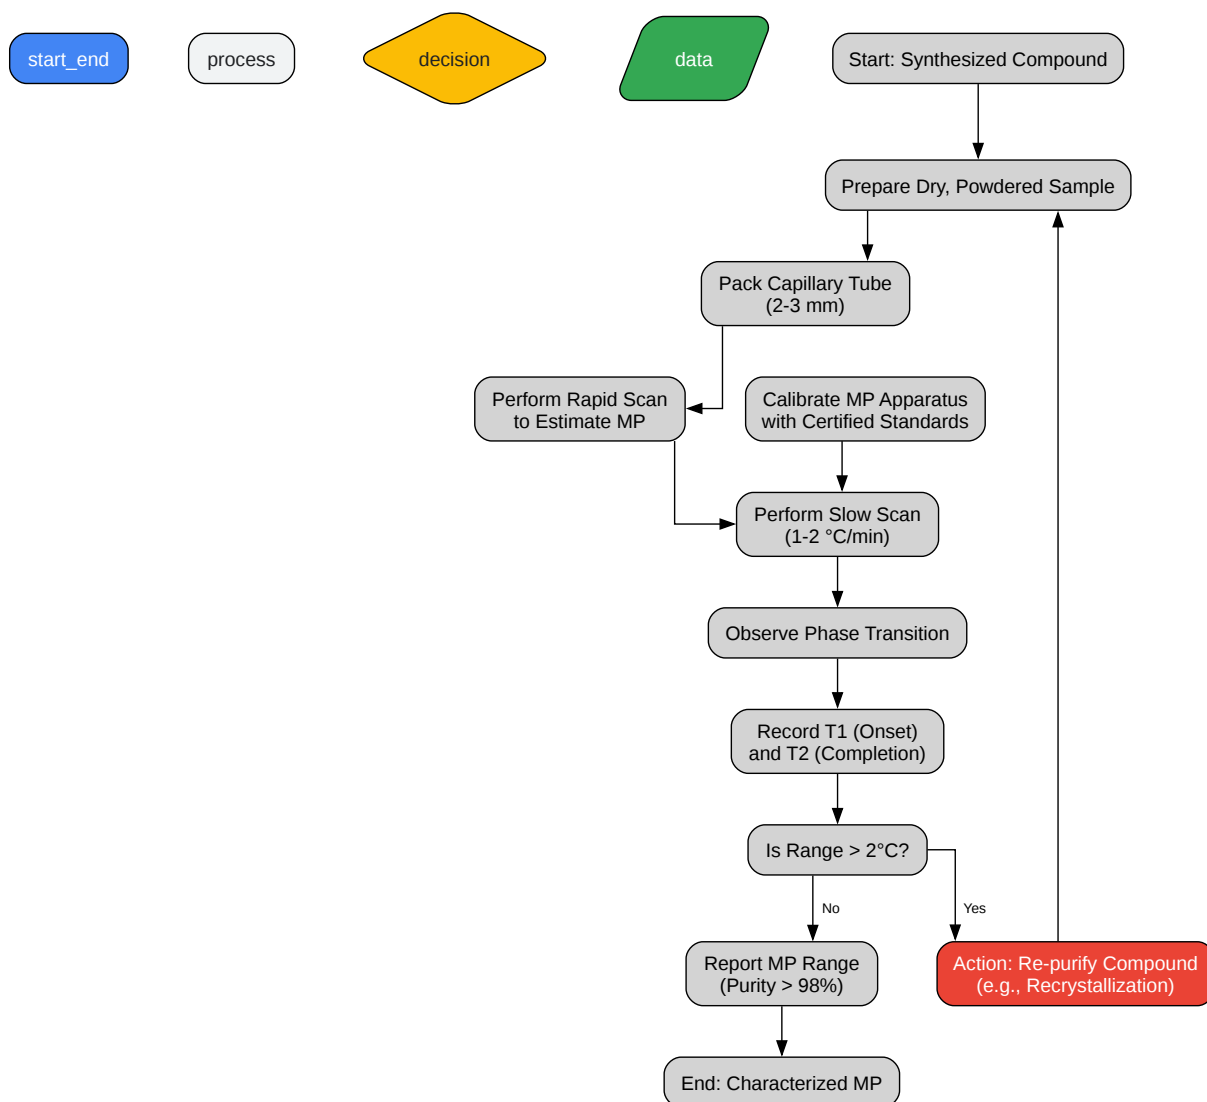 start_end
process
decision
data
Start: Synthesized Compound
Prepare Dry, Powdered Sample
Pack Capillary Tube
(2-3 mm)
Perform Rapid Scan
to Estimate MP
Calibrate MP Apparatus
with Certified Standards
Perform Slow Scan
(1-2 °C/min)
Observe Phase Transition
Record T1 (Onset)
and T2 (Completion)
Is Range > 2°C?
No
Yes
Report MP Range
(Purity > 98%)
Action: Re-purify Compound
(e.g., Recrystallization)
End: Characterized MP